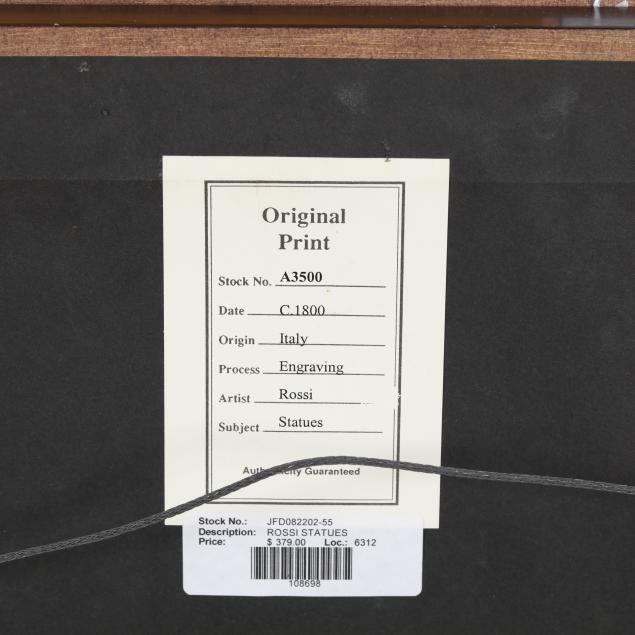 Original
Print
Stock No. A3500
Date C.1800
Origin Italy
Process Engraving
Artist Rossi
Subject Statues
Authenticity Guaranteed
Stock No.: JFD082202-55
Description: ROSSI STATUES
Price: $ 379.00 Loc.: 6312
108698